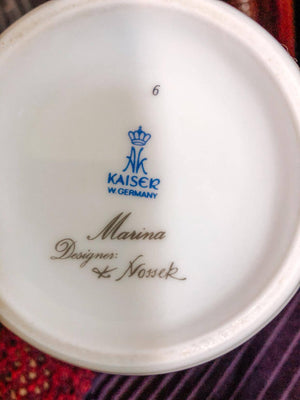 6
AK
KAISER
W. GERMANY
Marina
Designer:
K Nossek